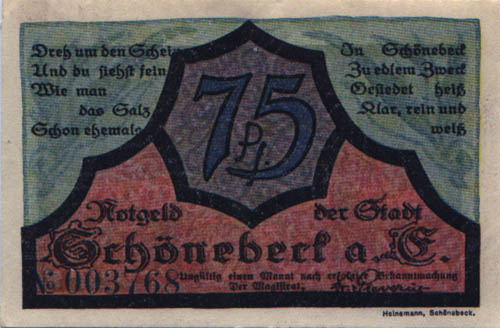 Dreh um den Schein
Und du siehst fein
Wie man
das Salz
Schon ehemals
In Schönebeck
Zu edlem Zweck
Gesiedet heiß
Klar, rein und
weiß
75
Pf.
Notgeld der Stadt
Schönebeck a. E.
No 003768
Ungültig einen Monat nach erfolgter Bekanntmachung
Der Magistrat.
Heinemann, Schönebeck.